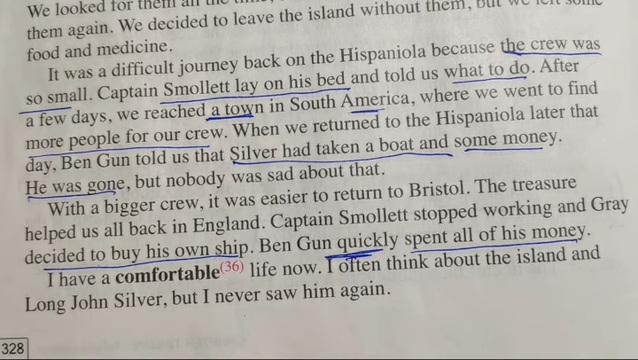 We looked for them all the time,
them again. We decided to leave the island without them, but we left some
food and medicine.
It was a difficult journey back on the Hispaniola because the crew was
so small. Captain Smollett lay on his bed and told us what to do. After
a few days, we reached a town in South America, where we went to find
more people for our crew. When we returned to the Hispaniola later that
day, Ben Gun told us that Silver had taken a boat and some money.
He was gone, but nobody was sad about that.
With a bigger crew, it was easier to return to Bristol. The treasure
helped us all back in England. Captain Smollett stopped working and Gray
decided to buy his own ship. Ben Gun quickly spent all of his money.
I have a comfortable(36) life now. I often think about the island and
Long John Silver, but I never saw him again.
328